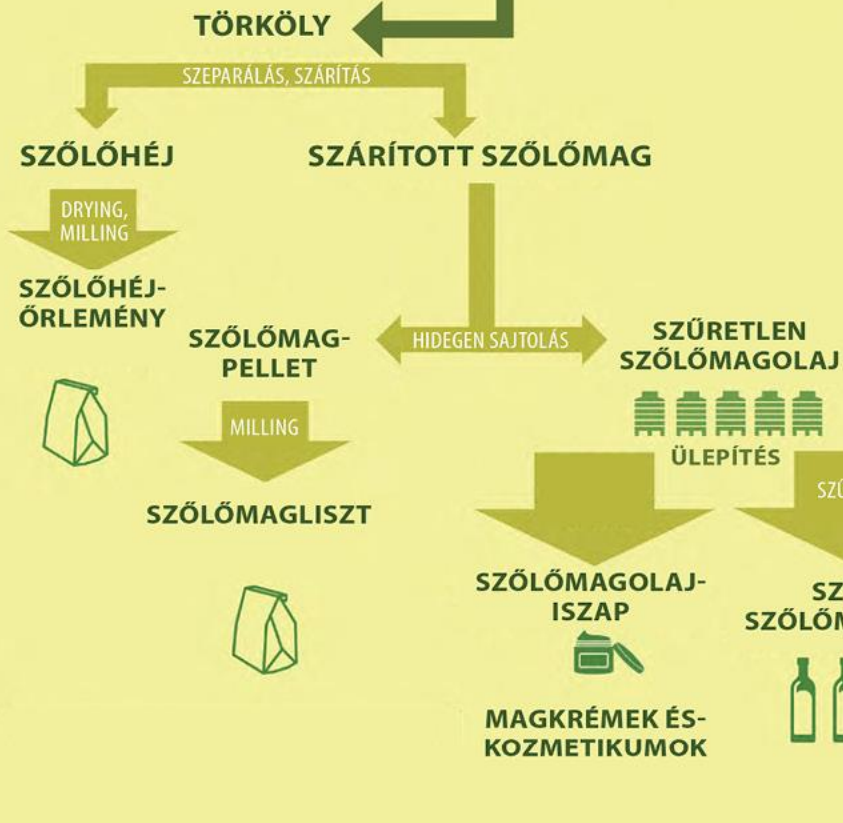 TÖRKÖLY
SZEPARÁLÁS, SZÁRÍTÁS
SZŐLŐHÉJ
SZÁRÍTOTT SZŐLŐMAG
DRYING,
MILLING
SZŐLŐHÉJ-
ŐRLEMÉNY
SZŐLŐMAG-
PELLET
HIDEGEN SAJTOLÁS
SZŰRETLEN
SZŐLŐMAGOLAJ
MILLING
ÜLEPÍTÉS
SZŐLŐMAGLISZT
SZŐLŐMAGOLAJ-
ISZAP
MAGKRÉMEK ÉS-
KOZMETIKUMOK